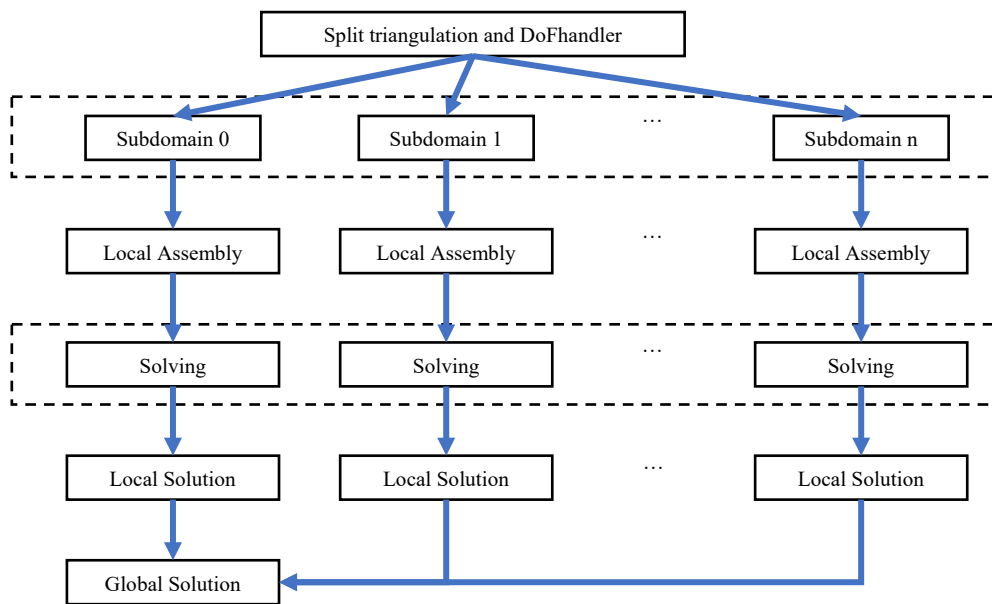 Split triangulation and DoFhandler
Subdomain 0
Subdomain 1
...
Subdomain n
Local Assembly
Local Assembly
...
Local Assembly
Solving
Solving
...
Solving
Local Solution
Local Solution
...
Local Solution
Global Solution